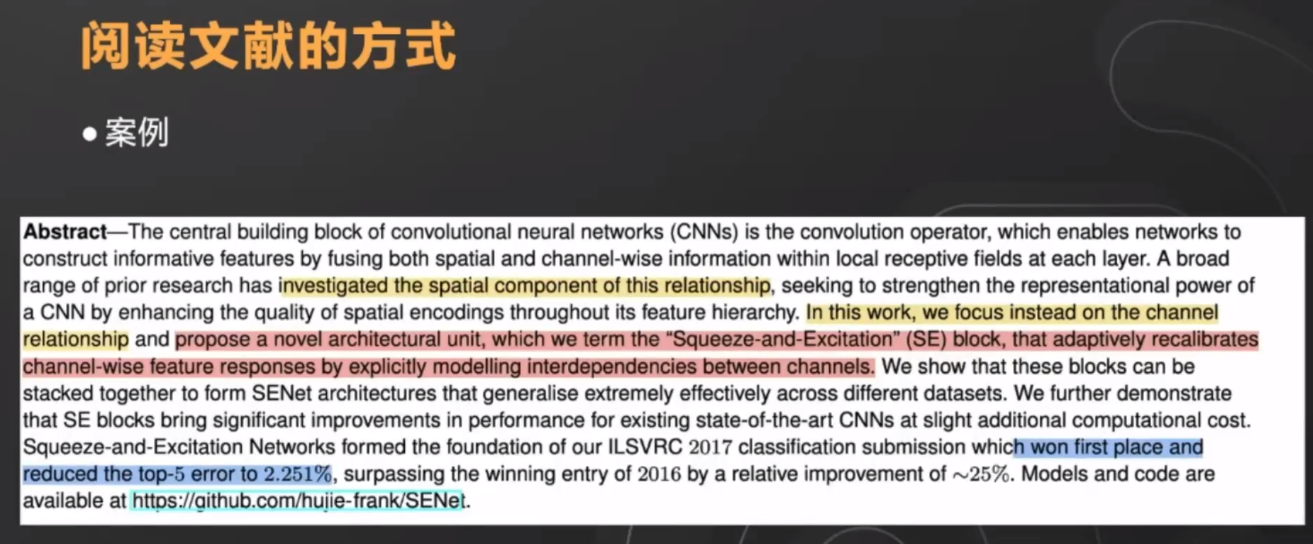 阅读文献的方式
● 案例
Abstract—The central building block of convolutional neural networks (CNNs) is the convolution operator, which enables networks to
construct informative features by fusing both spatial and channel-wise information within local receptive fields at each layer. A broad
range of prior research has investigated the spatial component of this relationship, seeking to strengthen the representational power of
a CNN by enhancing the quality of spatial encodings throughout its feature hierarchy. In this work, we focus instead on the channel
relationship and propose a novel architectural unit, which we term the “Squeeze-and-Excitation” (SE) block, that adaptively recalibrates
channel-wise feature responses by explicitly modelling interdependencies between channels. We show that these blocks can be
stacked together to form SENet architectures that generalise extremely effectively across different datasets. We further demonstrate
that SE blocks bring significant improvements in performance for existing state-of-the-art CNNs at slight additional computational cost.
Squeeze-and-Excitation Networks formed the foundation of our ILSVRC 2017 classification submission which won first place and
reduced the top-5 error to 2.251%, surpassing the winning entry of 2016 by a relative improvement of ∼25%. Models and code are
available at https://github.com/hujie-frank/SENet.